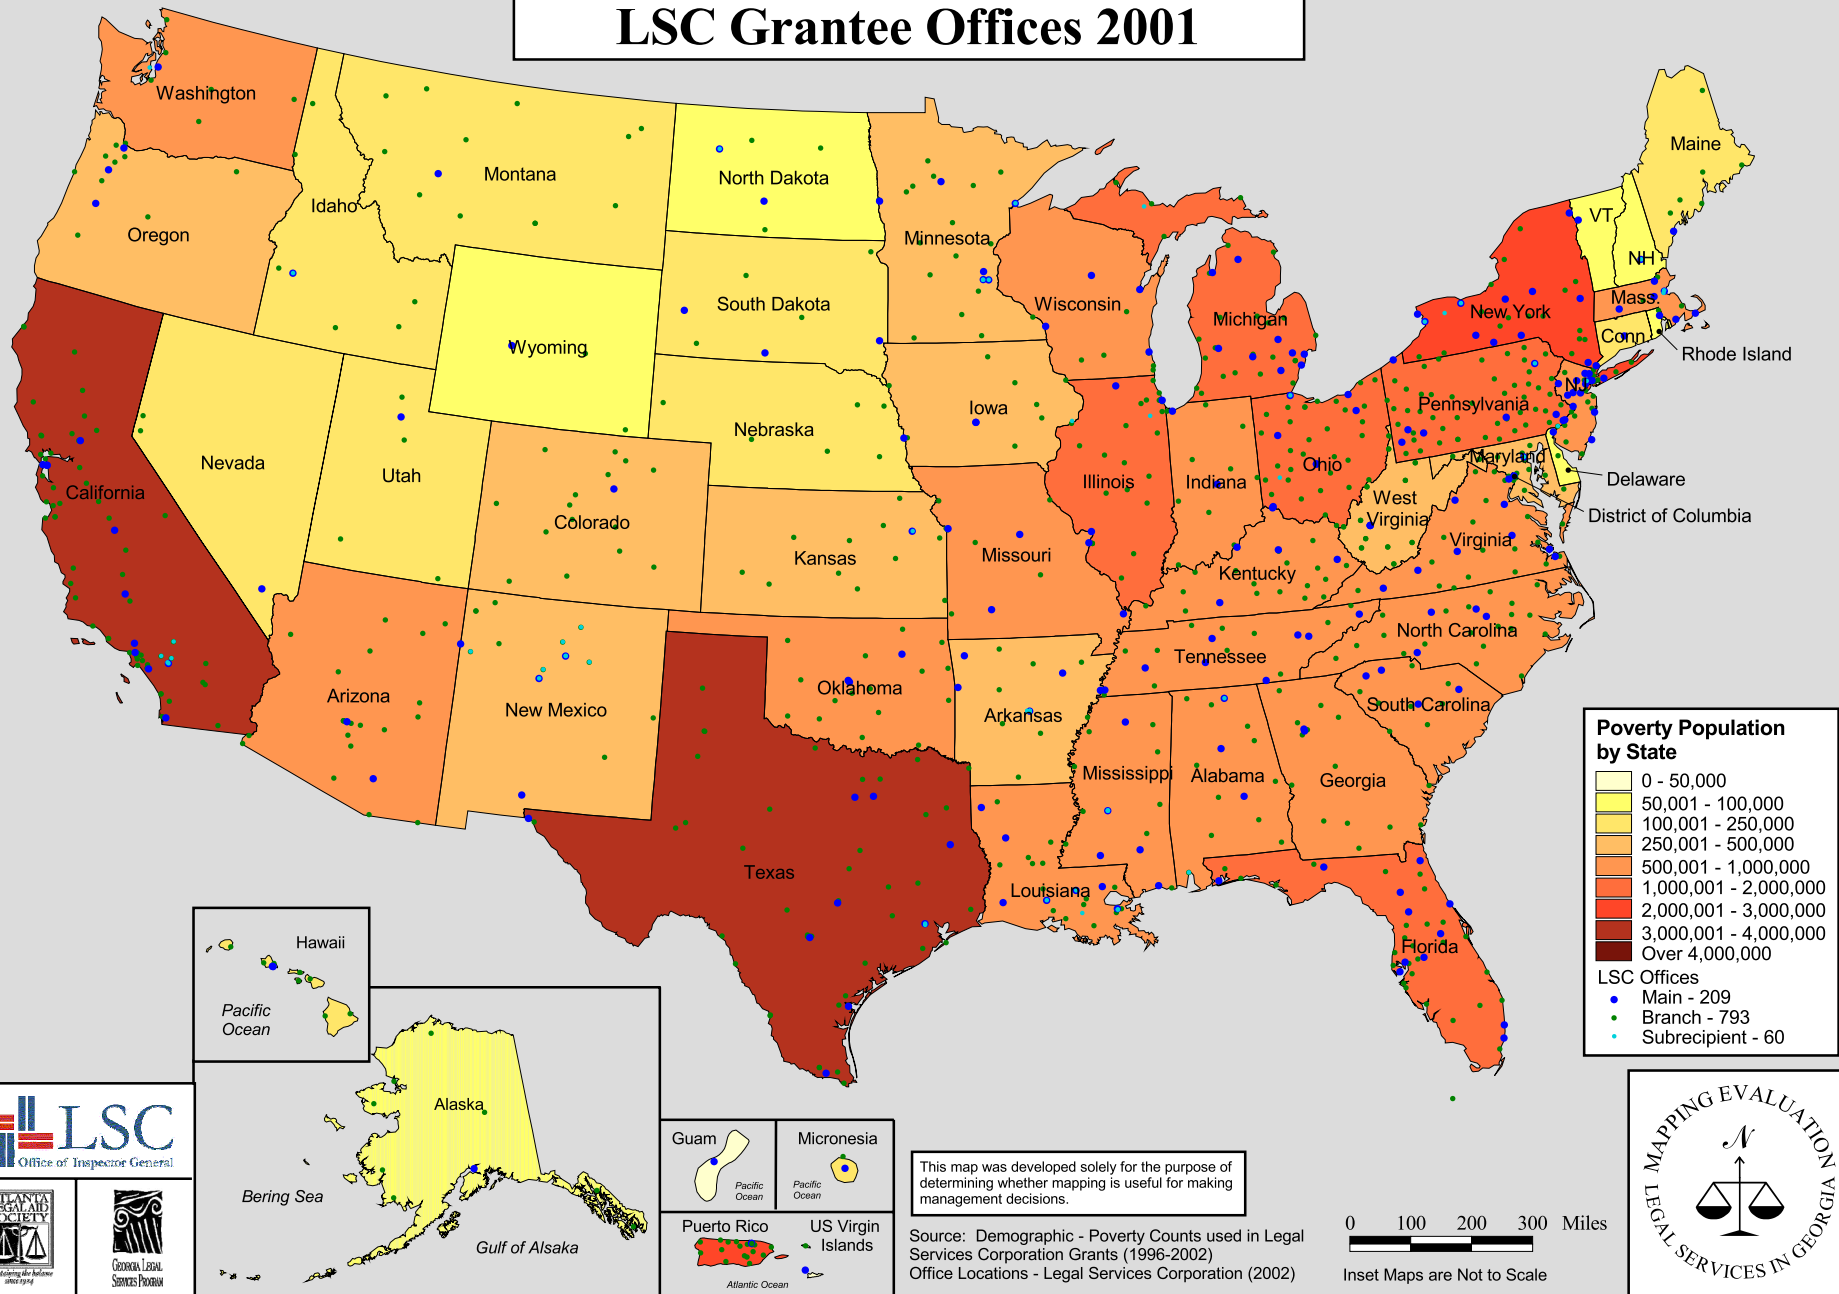 LSC Grantee Offices 2001
Washington
Montana
North Dakota
Minnesota
Maine
Idaho
Oregon
VT
NH
South Dakota
Wisconsin
Michigan
New York
Mass.
Conn.
Rhode Island
Wyoming
Iowa
Nebraska
Pennsylvania
NJ
Nevada
Utah
California
Colorado
Illinois
Indiana
Ohio
Maryland
Delaware
West
Virginia
District of Columbia
Kansas
Missouri
Virginia
Kentucky
North Carolina
Tennessee
Arizona
New Mexico
Oklahoma
Arkansas
South Carolina
Mississippi
Alabama
Georgia
Texas
Louisiana
Florida
Poverty Population
by State
0 - 50,000
50,001 - 100,000
100,001 - 250,000
250,001 - 500,000
500,001 - 1,000,000
1,000,001 - 2,000,000
2,000,001 - 3,000,000
3,000,001 - 4,000,000
Over 4,000,000
LSC Offices
Main - 209
Branch - 793
Subrecipient - 60
Hawaii
Pacific
Ocean
Alaska
Bering Sea
Gulf of Alsaka
Guam
Pacific
Ocean
Micronesia
Pacific
Ocean
Puerto Rico
US Virgin
Islands
Atlantic Ocean
This map was developed solely for the purpose of
determining whether mapping is useful for making
management decisions.
Source: Demographic - Poverty Counts used in Legal
Services Corporation Grants (1996-2002)
Office Locations - Legal Services Corporation (2002)
0 100 200 300 Miles
Inset Maps are Not to Scale
MAPPING EVALUATION
N
LEGAL SERVICES IN GEORGIA
LSC
Office of Inspector General
TLANTA
EGAL AID
OCIETY
since 1924
GEORGIA LEGAL
SERVICES PROGRAM